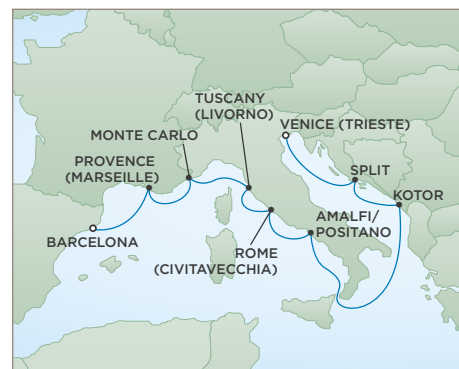 TUSCANY
(LIVORNO)
VENICE (TRIESTE)
MONTE CARLO
PROVENCE
(MARSEILLE)
SPLIT
KOTOR
AMALFI/
POSITANO
BARCELONA
ROME
(CIVITAVECCHIA)